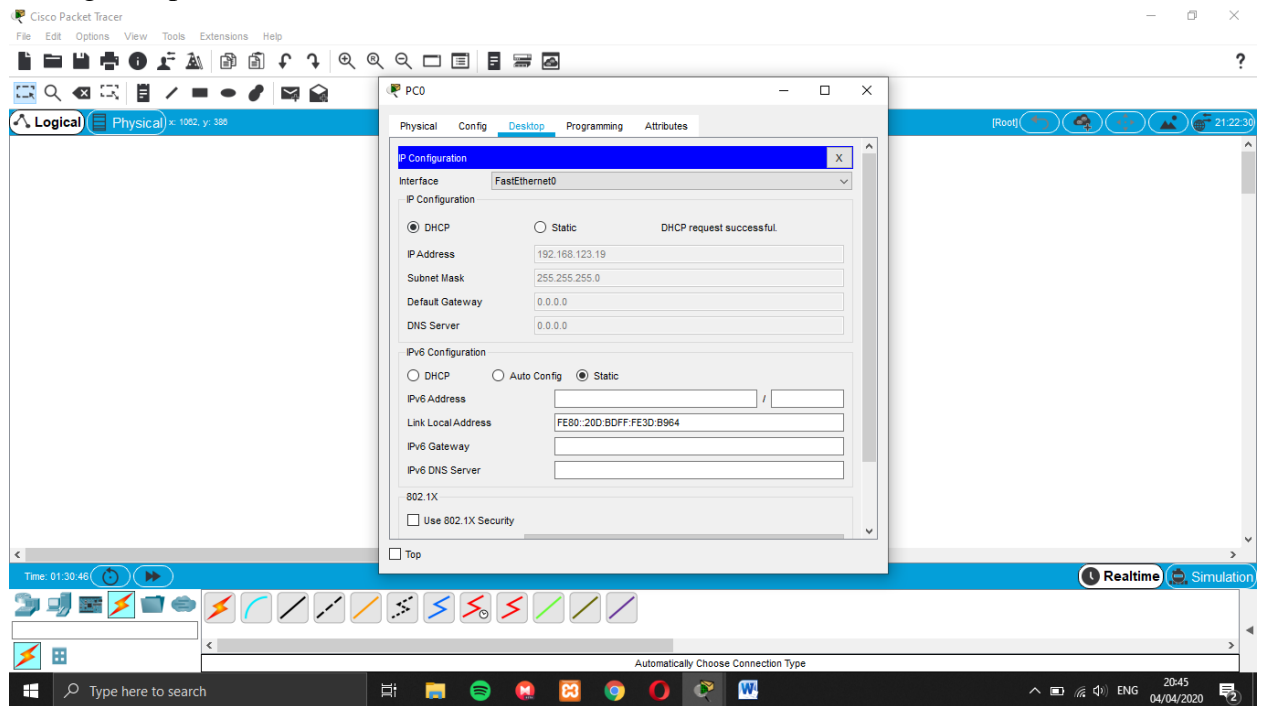 Cisco Packet Tracer
File Edit Options View Tools Extensions Help
?
PC0
Logical Physical x: 1062, y: 386
[Root] 21:22:30
Physical Config Desktop Programming Attributes
IP Configuration X
Interface FastEthernet0
IP Configuration
DHCP Static DHCP request successful.
IP Address 192.168.123.19
Subnet Mask 255.255.255.0
Default Gateway 0.0.0.0
DNS Server 0.0.0.0
IPv6 Configuration
DHCP Auto Config Static
IPv6 Address /
Link Local Address FE80::20D:BDFF:FE3D:B964
IPv6 Gateway
IPv6 DNS Server
802.1X
Use 802.1X Security
Top
Time: 01:30:46 Realtime Simulation
Automatically Choose Connection Type
Type here to search
ENG 20:45
04/04/2020
2